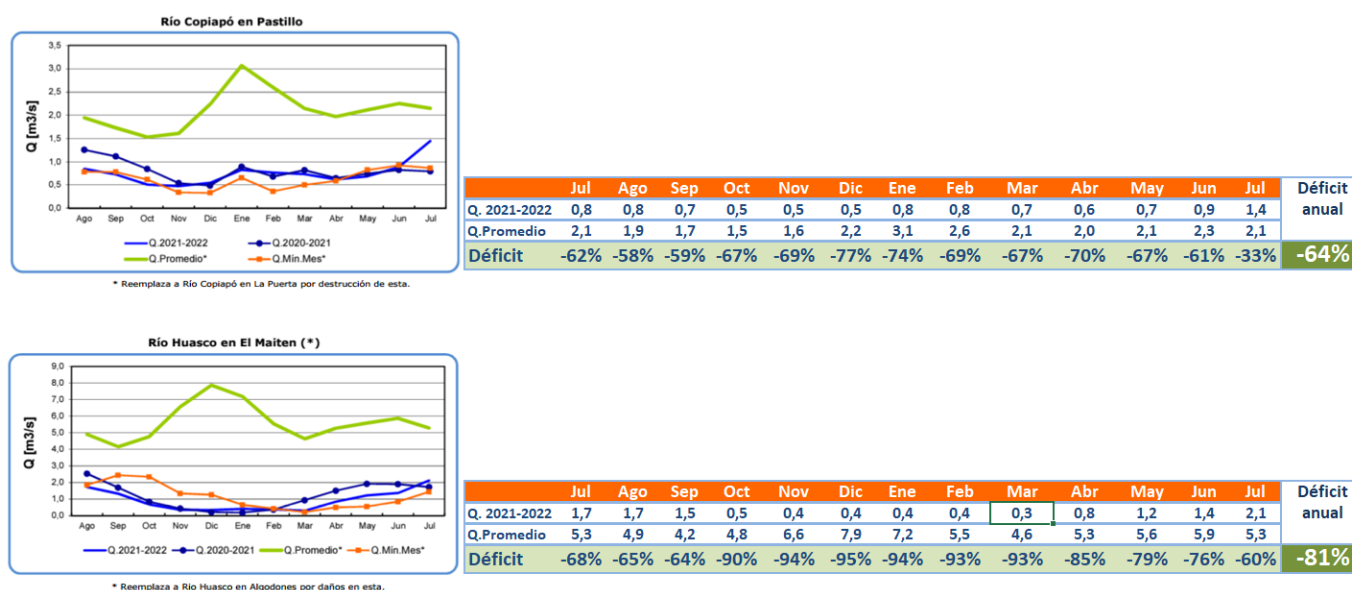 Río Copiapó en Pastillo
Q [m3/s]
3,5
3,0
2,5
2,0
1,5
1,0
0,5
0,0
Ago Sep Oct Nov Dic Ene Feb Mar Abr May Jun Jul
Q.2021-2022 Q.2020-2021
Q.Promedio* Q.Min.Mes*
* Reemplaza a Río Copiapó en La Puerta por destrucción de esta.
Jul Ago Sep Oct Nov Dic Ene Feb Mar Abr May Jun Jul Déficit anual
Q. 2021-2022 0,8 0,8 0,7 0,5 0,5 0,5 0,8 0,8 0,7 0,6 0,7 0,9 1,4
Q.Promedio 2,1 1,9 1,7 1,5 1,6 2,2 3,1 2,6 2,1 2,0 2,1 2,3 2,1
Déficit -62% -58% -59% -67% -69% -77% -74% -69% -67% -70% -67% -61% -33% -64%
Río Huasco en El Maiten (*)
Q [m3/s]
9,0
8,0
7,0
6,0
5,0
4,0
3,0
2,0
1,0
0,0
Ago Sep Oct Nov Dic Ene Feb Mar Abr May Jun Jul
Q.2021-2022 Q.2020-2021 Q.Promedio* Q.Min.Mes*
* Reemplaza a Rio Huasco en Algodones por daños en esta.
Jul Ago Sep Oct Nov Dic Ene Feb Mar Abr May Jun Jul Déficit anual
Q. 2021-2022 1,7 1,7 1,5 0,5 0,4 0,4 0,4 0,4 0,3 0,8 1,2 1,4 2,1
Q.Promedio 5,3 4,9 4,2 4,8 6,6 7,9 7,2 5,5 4,6 5,3 5,6 5,9 5,3
Déficit -68% -65% -64% -90% -94% -95% -94% -93% -93% -85% -79% -76% -60% -81%